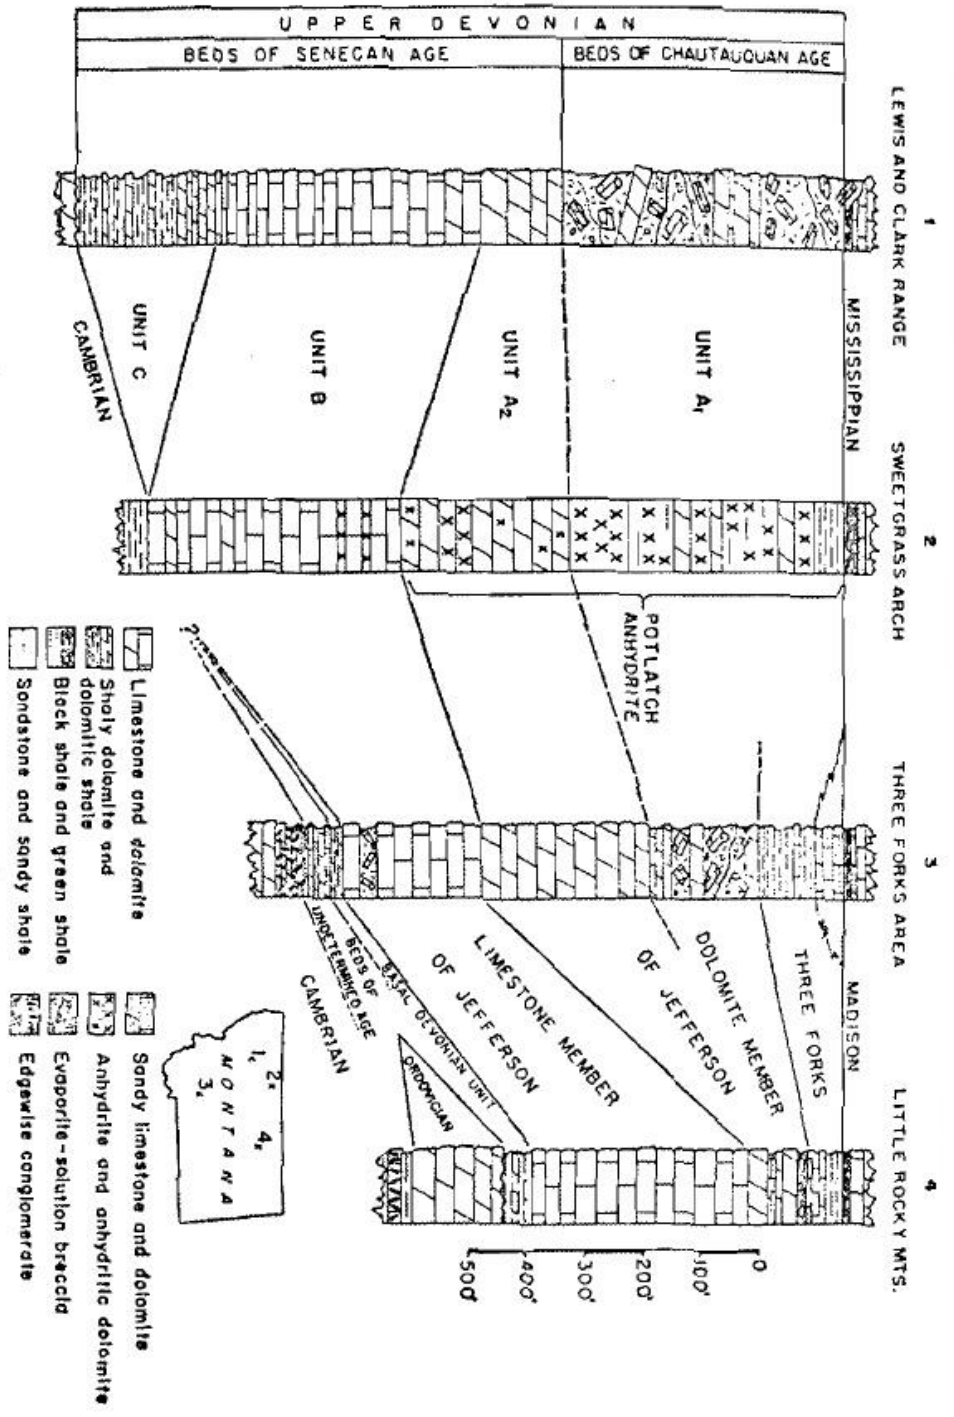 UPPER DEVONIAN
BEDS OF SENECAN AGE
BEDS OF CHAUTAUQUAN AGE
LEWIS AND CLARK RANGE
1
SWEETGRASS ARCH
2
THREE FORKS AREA
3
LITTLE ROCKY MTS.
4
MISSISSIPPIAN
MADISON
UNIT A₁
UNIT A₂
UNIT B
UNIT C
CAMBRIAN
POTLATCH
ANHYDRITE
THREE FORKS
DOLOMITE MEMBER
OF JEFFERSON
LIMESTONE MEMBER
OF JEFFERSON
BASAL DEVONIAN UNIT
BEDS OF
UNDETERMINED AGE
CAMBRIAN
ORDOVICIAN
?
0
100'
200'
300'
400'
500'
MONTANA
1
2
3
4
Limestone and dolomite
Shaly dolomite and
dolomitic shale
Black shale and green shale
Sandstone and sandy shale
Sandy limestone and dolomite
Anhydrite and anhydritic dolomite
Evaporite-solution breccia
Edgewise conglomerate